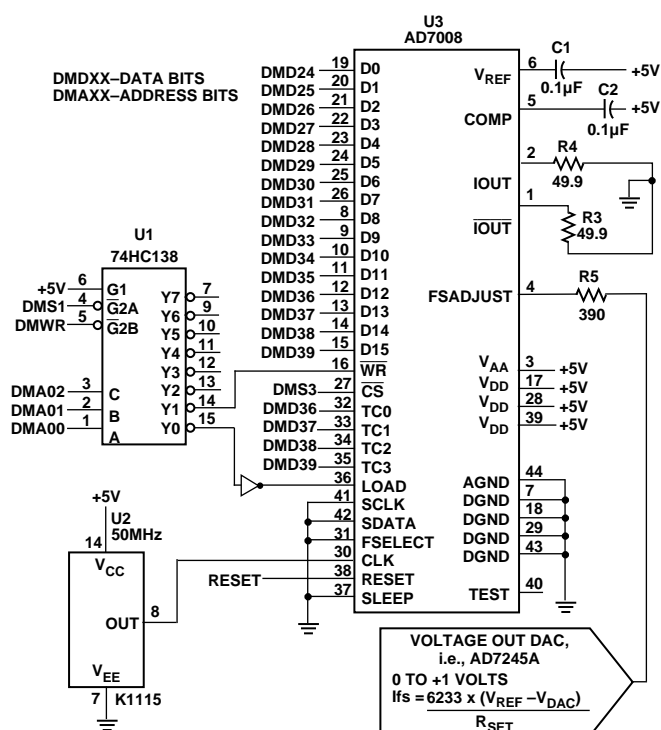 U3
AD7008
DMDXX–DATA BITS
DMAXX–ADDRESS BITS
DMD24 19 D0
DMD25 20 D1
DMD26 21 D2
DMD27 22 D3
DMD28 23 D4
DMD29 24 D5
DMD30 25 D6
DMD31 26 D7
DMD32 8 D8
DMD33 9 D9
DMD34 10 D10
DMD35 11 D11
DMD36 12 D12
DMD37 13 D13
DMD38 14 D14
DMD39 15 D15
16 WR
DMS3 27 CS
DMD36 32 TC0
DMD37 33 TC1
DMD38 34 TC2
DMD39 35 TC3
36 LOAD
41 SCLK
42 SDATA
31 FSELECT
30 CLK
RESET 38 RESET
37 SLEEP
VREF 6 C1 +5V
0.1µF
COMP 5 C2 +5V
0.1µF
IOUT 2 R4
49.9
IOUT 1 R3
49.9
FSADJUST 4 R5
390
VAA 3 +5V
VDD 17 +5V
VDD 28 +5V
VDD 39 +5V
AGND 44
DGND 7
DGND 18
DGND 29
DGND 43
TEST 40
U1
74HC138
+5V 6 G1
DMS1 4 G2A
DMWR 5 G2B
DMA02 3 C
DMA01 2 B
DMA00 1 A
Y7 7
Y6 9
Y5 10
Y4 11
Y3 12
Y2 13
Y1 14
Y0 15
+5V
U2
50MHz
14
VCC
OUT 8
VEE
7 K1115
VOLTAGE OUT DAC,
i.e., AD7245A
0 TO +1 VOLTS
Ifs = 6233 x (VREF –VDAC)
RSET